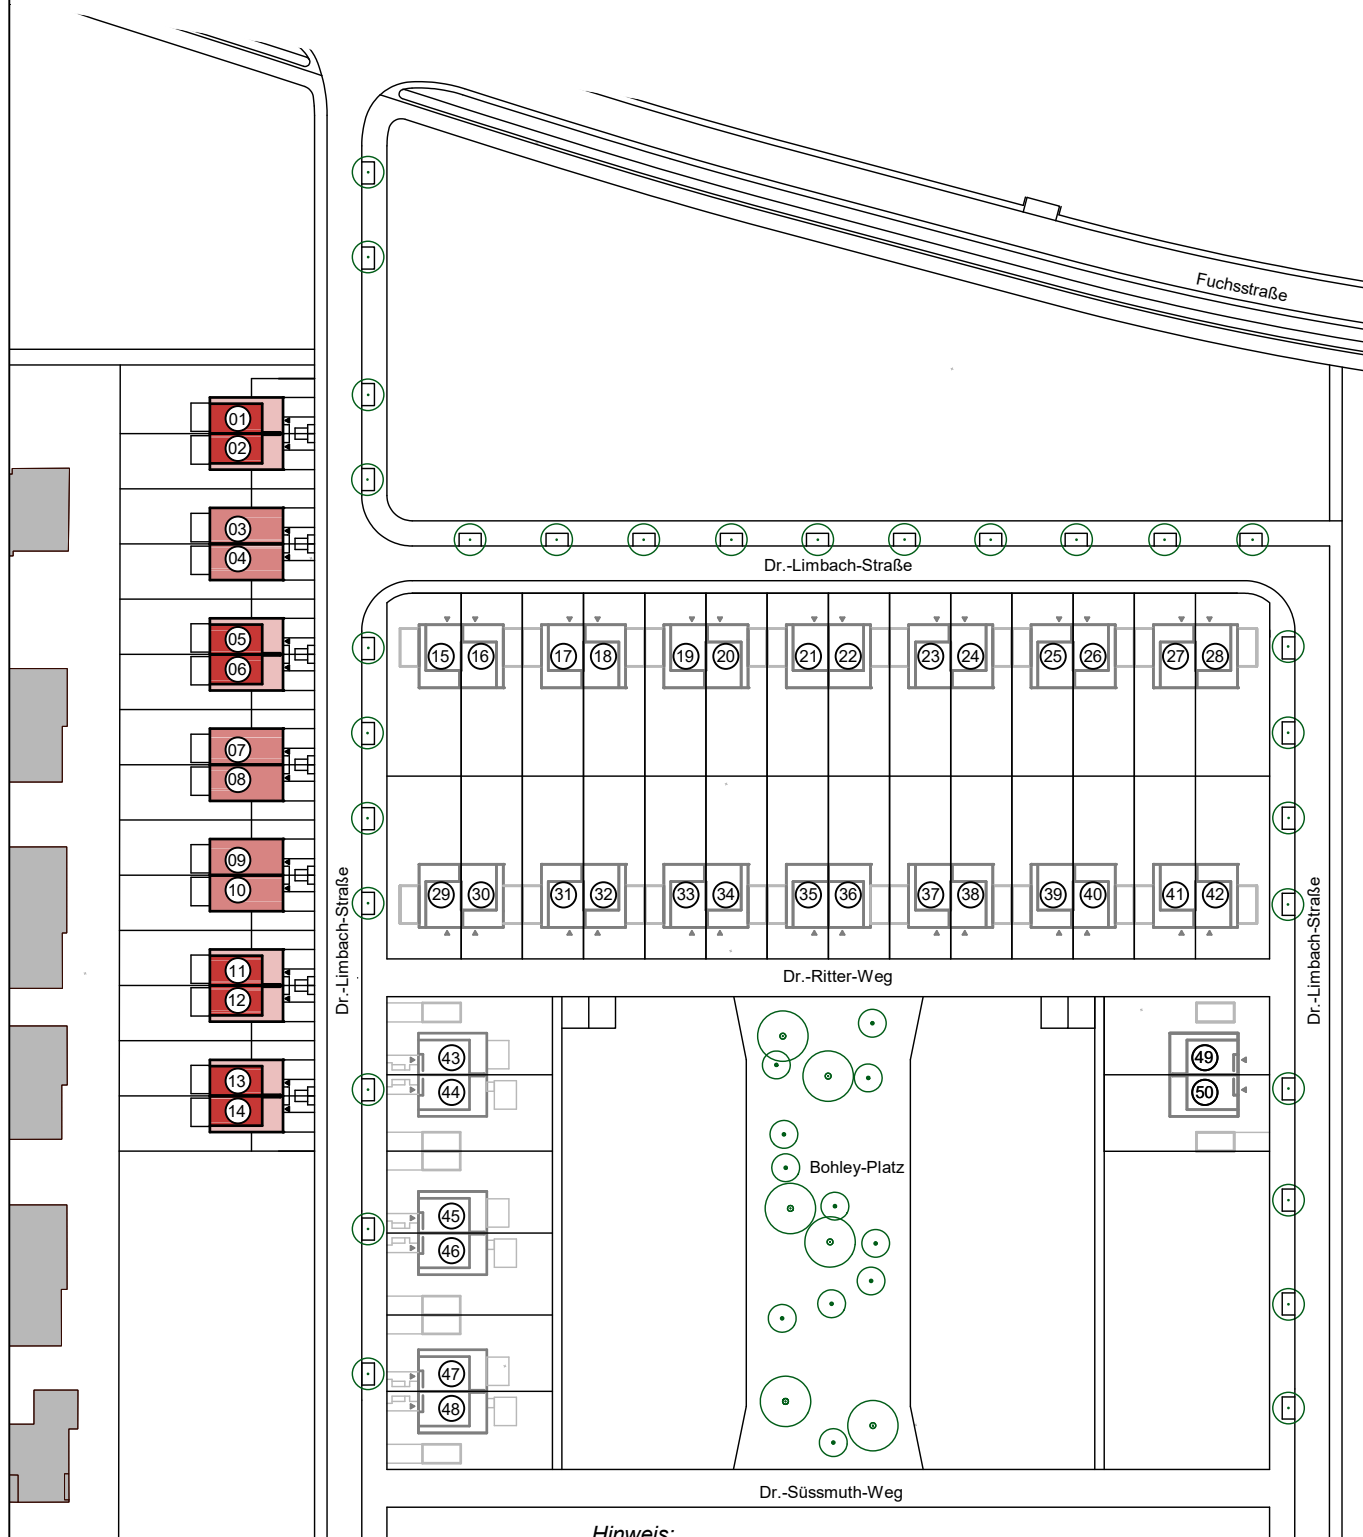 Fuchsstraße
01
02
03
04
05
06
07
08
09
10
11
12
13
14
Dr.-Limbach-Straße
Dr.-Limbach-Straße
15 16 17 18 19 20 21 22 23 24 25 26 27 28
29 30 31 32 33 34 35 36 37 38 39 40 41 42
Dr.-Limbach-Straße
Dr.-Ritter-Weg
43
44
45
46
47
48
Bohley-Platz
49
50
Dr.-Süssmuth-Weg
Hinweis: